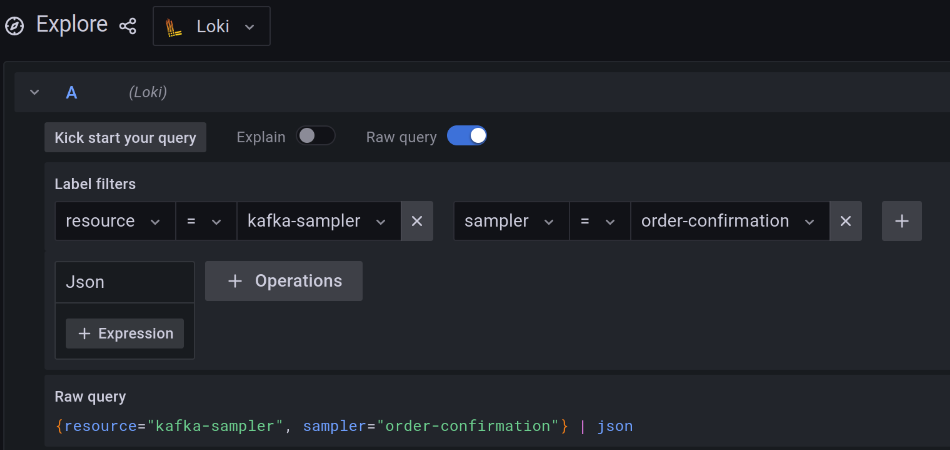 Explore Loki
A (Loki)
Kick start your query Explain Raw query
Label filters
resource = kafka-sampler sampler = order-confirmation +
Json + Operations
+ Expression
Raw query
{resource="kafka-sampler", sampler="order-confirmation"} | json